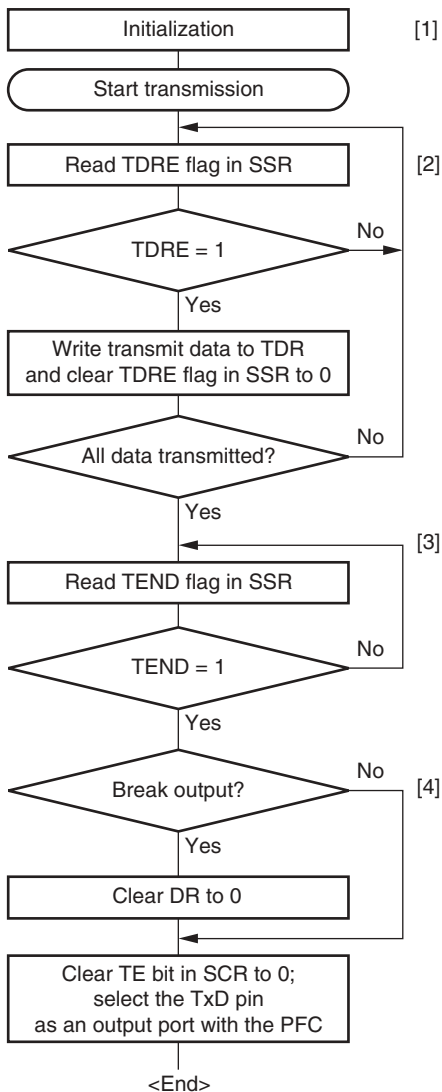 Initialization
[1]
Start transmission
Read TDRE flag in SSR
[2]
No
TDRE = 1
Yes
Write transmit data to TDR
and clear TDRE flag in SSR to 0
No
All data transmitted?
Yes
[3]
Read TEND flag in SSR
No
TEND = 1
Yes
No
[4]
Break output?
Yes
Clear DR to 0
Clear TE bit in SCR to 0;
select the TxD pin
as an output port with the PFC
<End>